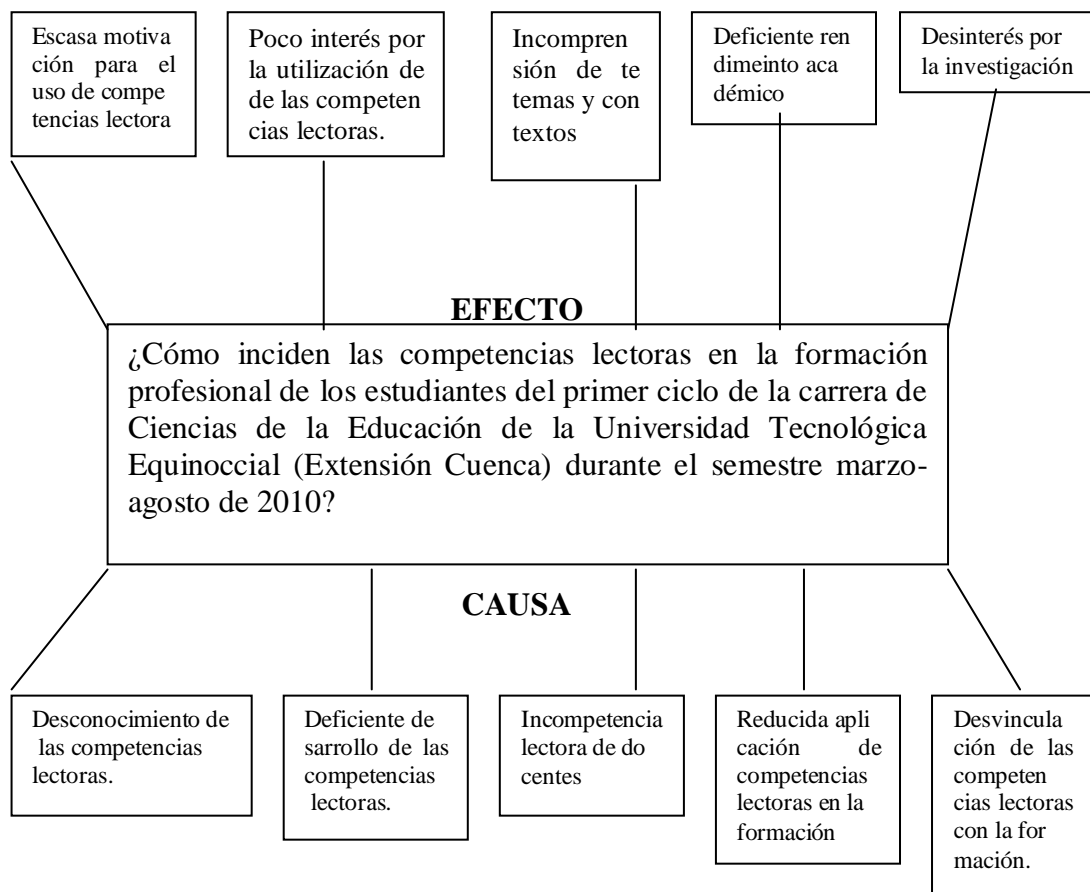 Escasa motiva
ción para el
uso de compe
tencias lectora
Poco interés por
la utilización de
de las competen
cias lectoras.
Incompren
sión de te
temas y con
textos
Deficiente ren
dimeinto aca
démico
Desinterés por
la investigación
EFECTO
¿Cómo inciden las competencias lectoras en la formación
profesional de los estudiantes del primer ciclo de la carrera de
Ciencias de la Educación de la Universidad Tecnológica
Equinoccial (Extensión Cuenca) durante el semestre marzo-
agosto de 2010?
CAUSA
Desconocimiento de
las competencias
lectoras.
Deficiente de
sarrollo de las
competencias
lectoras.
Incompetencia
lectora de do
centes
Reducida apli
cación de
competencias
lectoras en la
formación
Desvincula
ción de las
competen
cias lectoras
con la for
mación.